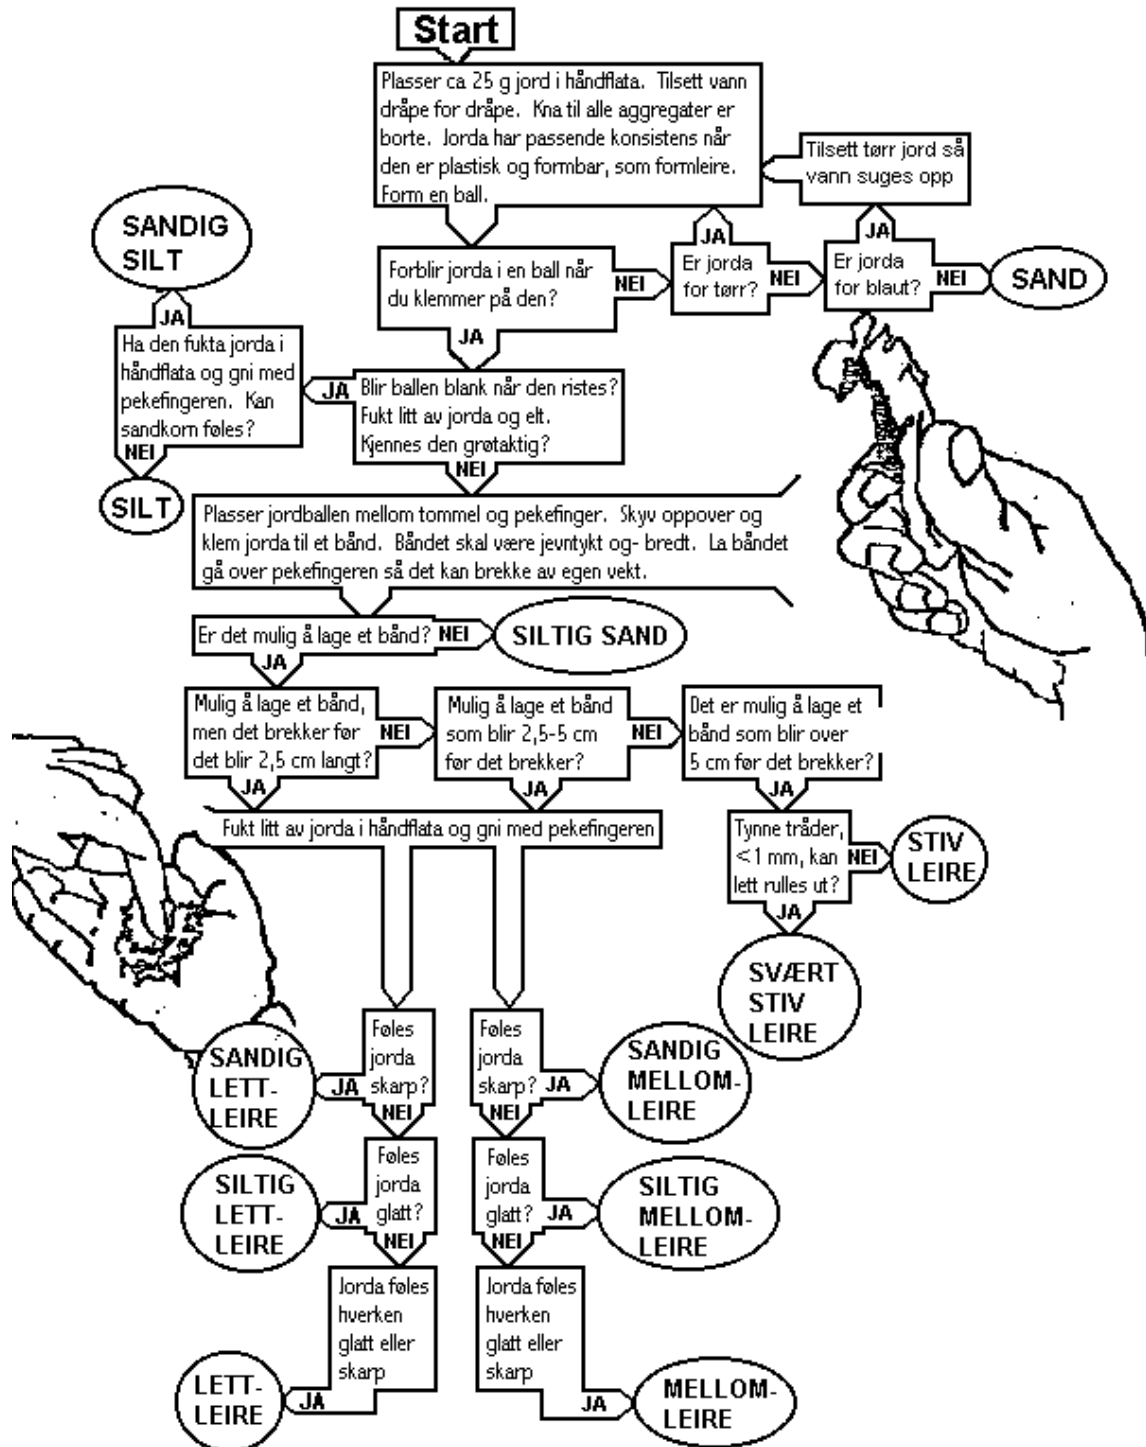 Start
Plasser ca 25 g jord i håndflata. Tilsett vann
dråpe for dråpe. Kna til alle aggregater er
borte. Jorda har passende konsistens når
den er plastisk og formbar, som formleire.
Form en ball.
Tilsett tørr jord så
vann suges opp
SANDIG
SILT
JA
JA
JA
Forblir jorda i en ball når
du klemmer på den?
NEI
Er jorda
for tørr?
NEI
Er jorda
for blaut?
NEI
SAND
JA
Ha den fukta jorda i
håndflata og gni med
pekefingeren. Kan
sandkorn føles?
NEI
SILT
JA
Blir ballen blank når den ristes?
Fukt litt av jorda og elt.
Kjennes den grøtaktig?
NEI
Plasser jordballen mellom tommel og pekefinger. Skyv oppover og
klem jorda til et bånd. Båndet skal være jevntykt og- bredt. La båndet
gå over pekefingeren så det kan brekke av egen vekt.
Er det mulig å lage et bånd?
NEI
SILTIG SAND
JA
Mulig å lage et bånd,
men det brekker før
det blir 2,5 cm langt?
NEI
Mulig å lage et bånd
som blir 2,5-5 cm
før det brekker?
NEI
Det er mulig å lage et
bånd som blir over
5 cm før det brekker?
JA
JA
JA
Fukt litt av jorda i håndflata og gni med pekefingeren
Tynne tråder,
<1 mm, kan
lett rulles ut?
NEI
STIV
LEIRE
JA
SVÆRT
STIV
LEIRE
SANDIG
LETT-
LEIRE
JA
Føles
jorda
skarp?
NEI
Føles
jorda
skarp?
JA
NEI
SANDIG
MELLOM-
LEIRE
SILTIG
LETT-
LEIRE
JA
Føles
jorda
glatt?
NEI
Føles
jorda
glatt?
JA
NEI
SILTIG
MELLOM-
LEIRE
Jorda føles
hverken
glatt eller
skarp
JA
LETT-
LEIRE
Jorda føles
hverken
glatt eller
skarp
JA
MELLOM-
LEIRE